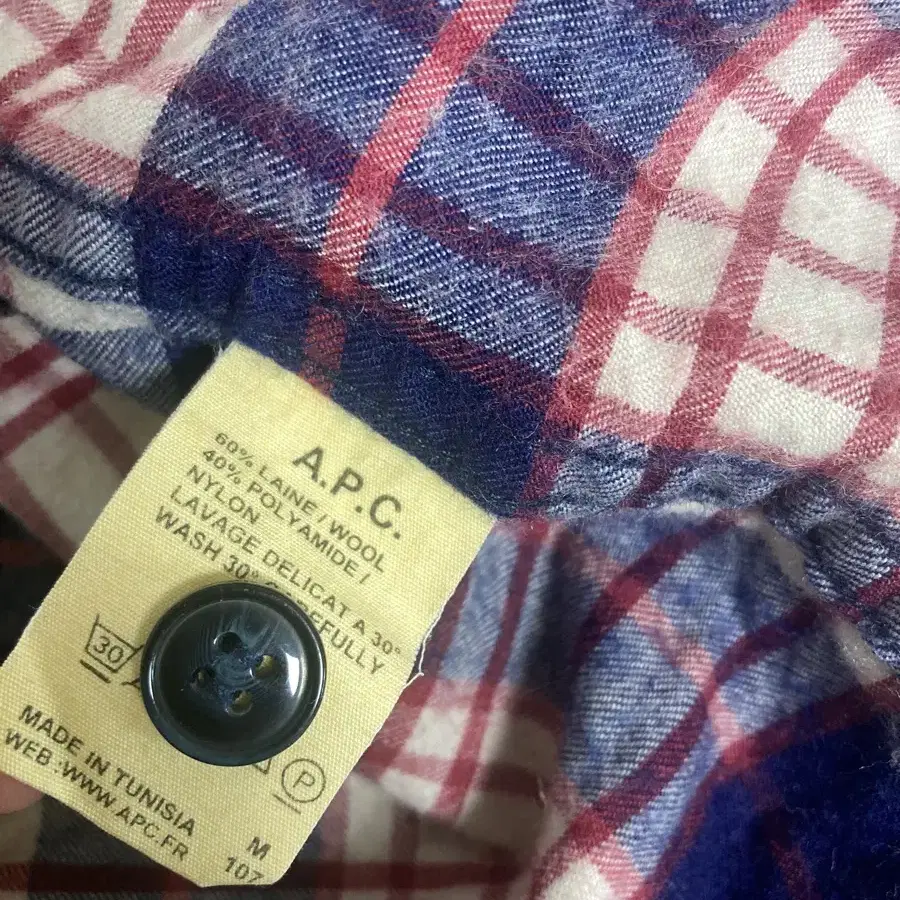 A.P.C.
60% LAINE / WOOL
40% POLYAMIDE /
NYLON
LAVAGE DELICAT A 30°
WASH 30°
30
P
MADE IN TUNISIA
WEB :WWW.APC.FR
M
107